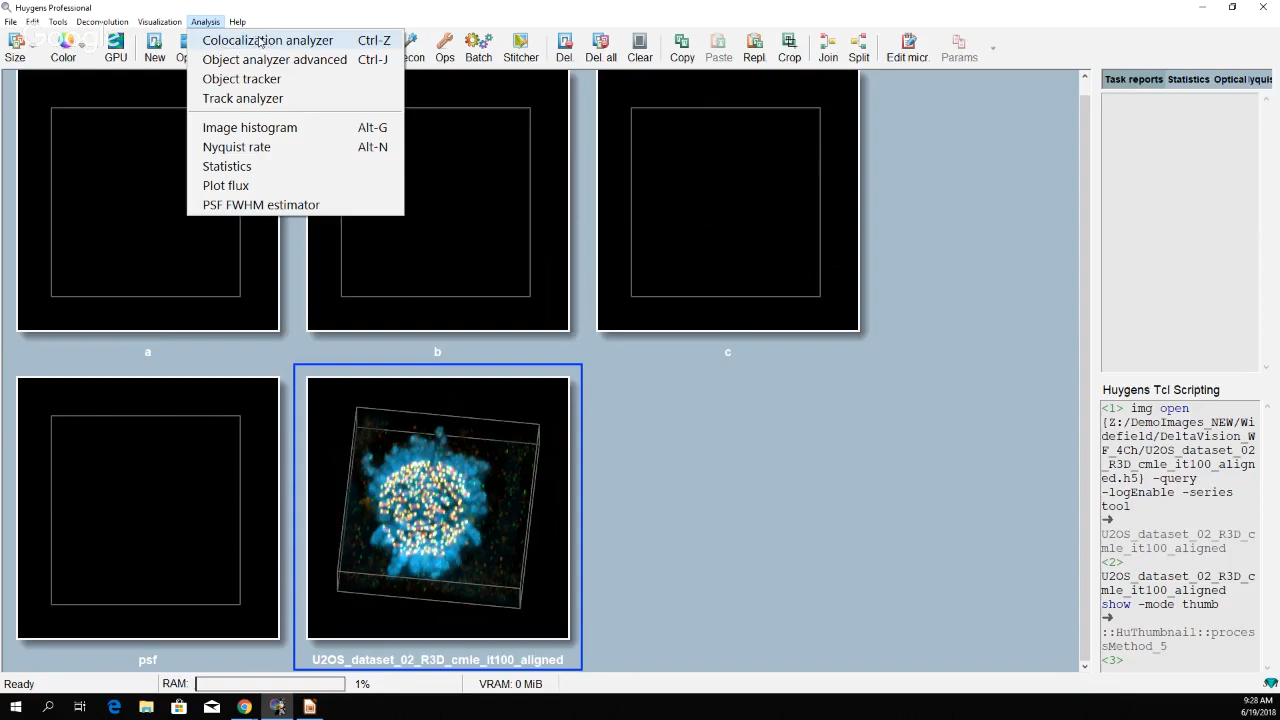 Huygens Professional
File Edit Tools Deconvolution Visualization Analysis Help
Google
Size Color GPU New Op econ Ops Batch Stitcher Del. Del. all Clear Copy Paste Repl. Crop Join Split Edit micr. Params
Colocalization analyzer Ctrl-Z
Object analyzer advanced Ctrl-J
Object tracker
Track analyzer
Image histogram Alt-G
Nyquist rate Alt-N
Statistics
Plot flux
PSF FWHM estimator
a b c
psf U2OS_dataset_02_R3D_cmle_it100_aligned
Task reports Statistics Optical lyquis
Huygens Tcl Scripting
<1> img open
{Z:/DemoImages_NEW/Wi
defield/DeltaVision_W
F_4Ch/U2OS_dataset_02
_R3D_cmle_it100_align
ed.h5} -query
-logEnable -series
tool
➔
U2OS_dataset_02_R3D_c
mle_it100_aligned
<2>
U2OS_dataset_02_R3D_c
mle_it100_aligned
show -mode thumb
➔
::HuThumbnail::proces
sMethod_5
<3>
Ready RAM: 1% VRAM: 0 MiB
9:28 AM
6/19/2018